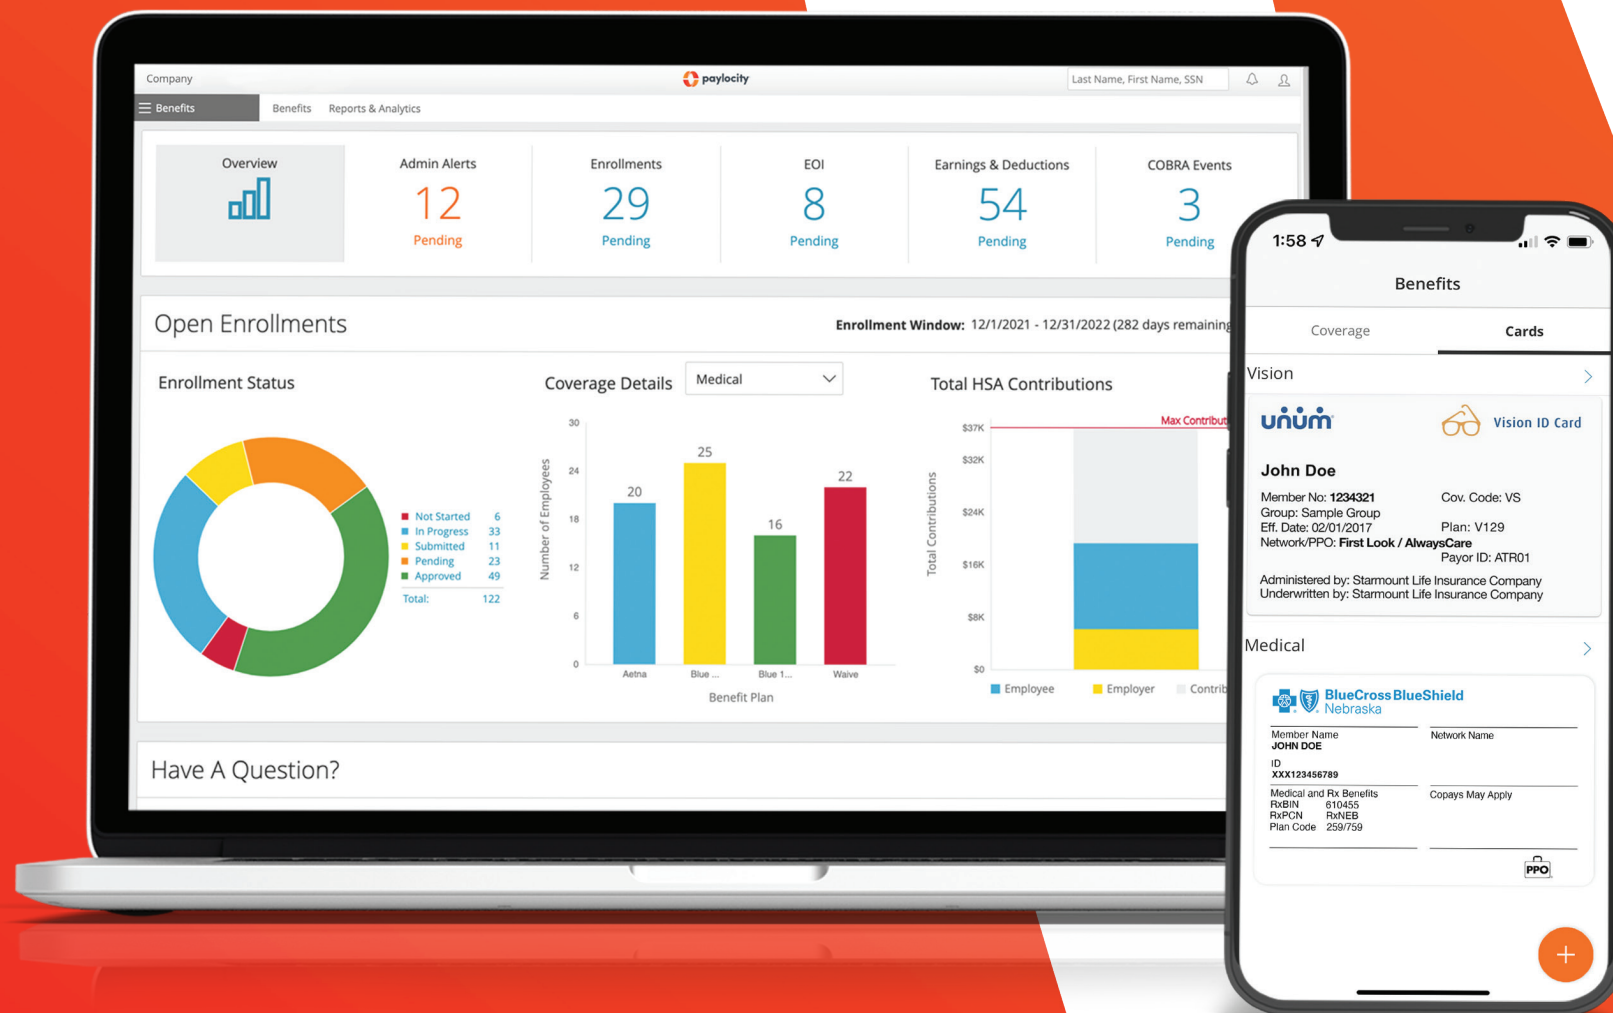 Company
paylocity
Last Name, First Name, SSN
Benefits
Benefits
Reports & Analytics
Overview
Admin Alerts
12
Pending
Enrollments
29
Pending
EOI
8
Pending
Earnings & Deductions
54
Pending
COBRA Events
3
Pending
Open Enrollments
Enrollment Window: 12/1/2021 - 12/31/2022 (282 days remaining
Enrollment Status
Not Started 6
In Progress 33
Submitted 11
Pending 23
Approved 49
Total: 122
Coverage Details
Medical
Number of Employees
30
24
18
12
6
0
20
25
16
22
Aetna
Blue ...
Blue 1...
Waive
Benefit Plan
Total HSA Contributions
Max Contribut
Total Contributions
$37K
$32K
$24K
$16K
$8K
$0
Employee
Employer
Contrib
Have A Question?
1:58
Benefits
Coverage
Cards
Vision
unum
Vision ID Card
John Doe
Member No: 1234321
Cov. Code: VS
Group: Sample Group
Eff. Date: 02/01/2017
Plan: V129
Network/PPO: First Look / AlwaysCare
Payor ID: ATR01
Administered by: Starmount Life Insurance Company
Underwritten by: Starmount Life Insurance Company
Medical
BlueCross BlueShield
Nebraska
Member Name
JOHN DOE
Network Name
ID
XXX123456789
Medical and Rx Benefits
RxBIN 610455
RxPCN RxNEB
Plan Code 259/759
Copays May Apply
PPO